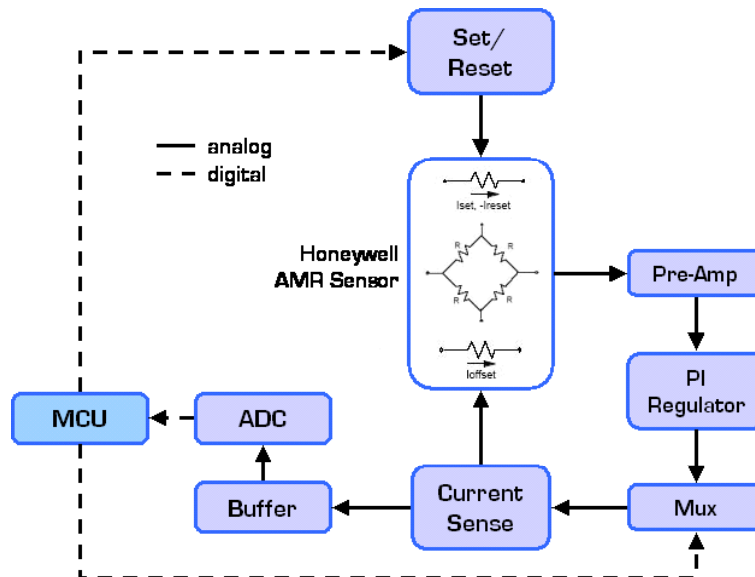 Set/
Reset
analog
digital
Iset, -Ireset
R
R
R
R
Honeywell
AMR Sensor
Pre-Amp
Ioffset
PI
Regulator
MCU
ADC
Buffer
Current
Sense
Mux